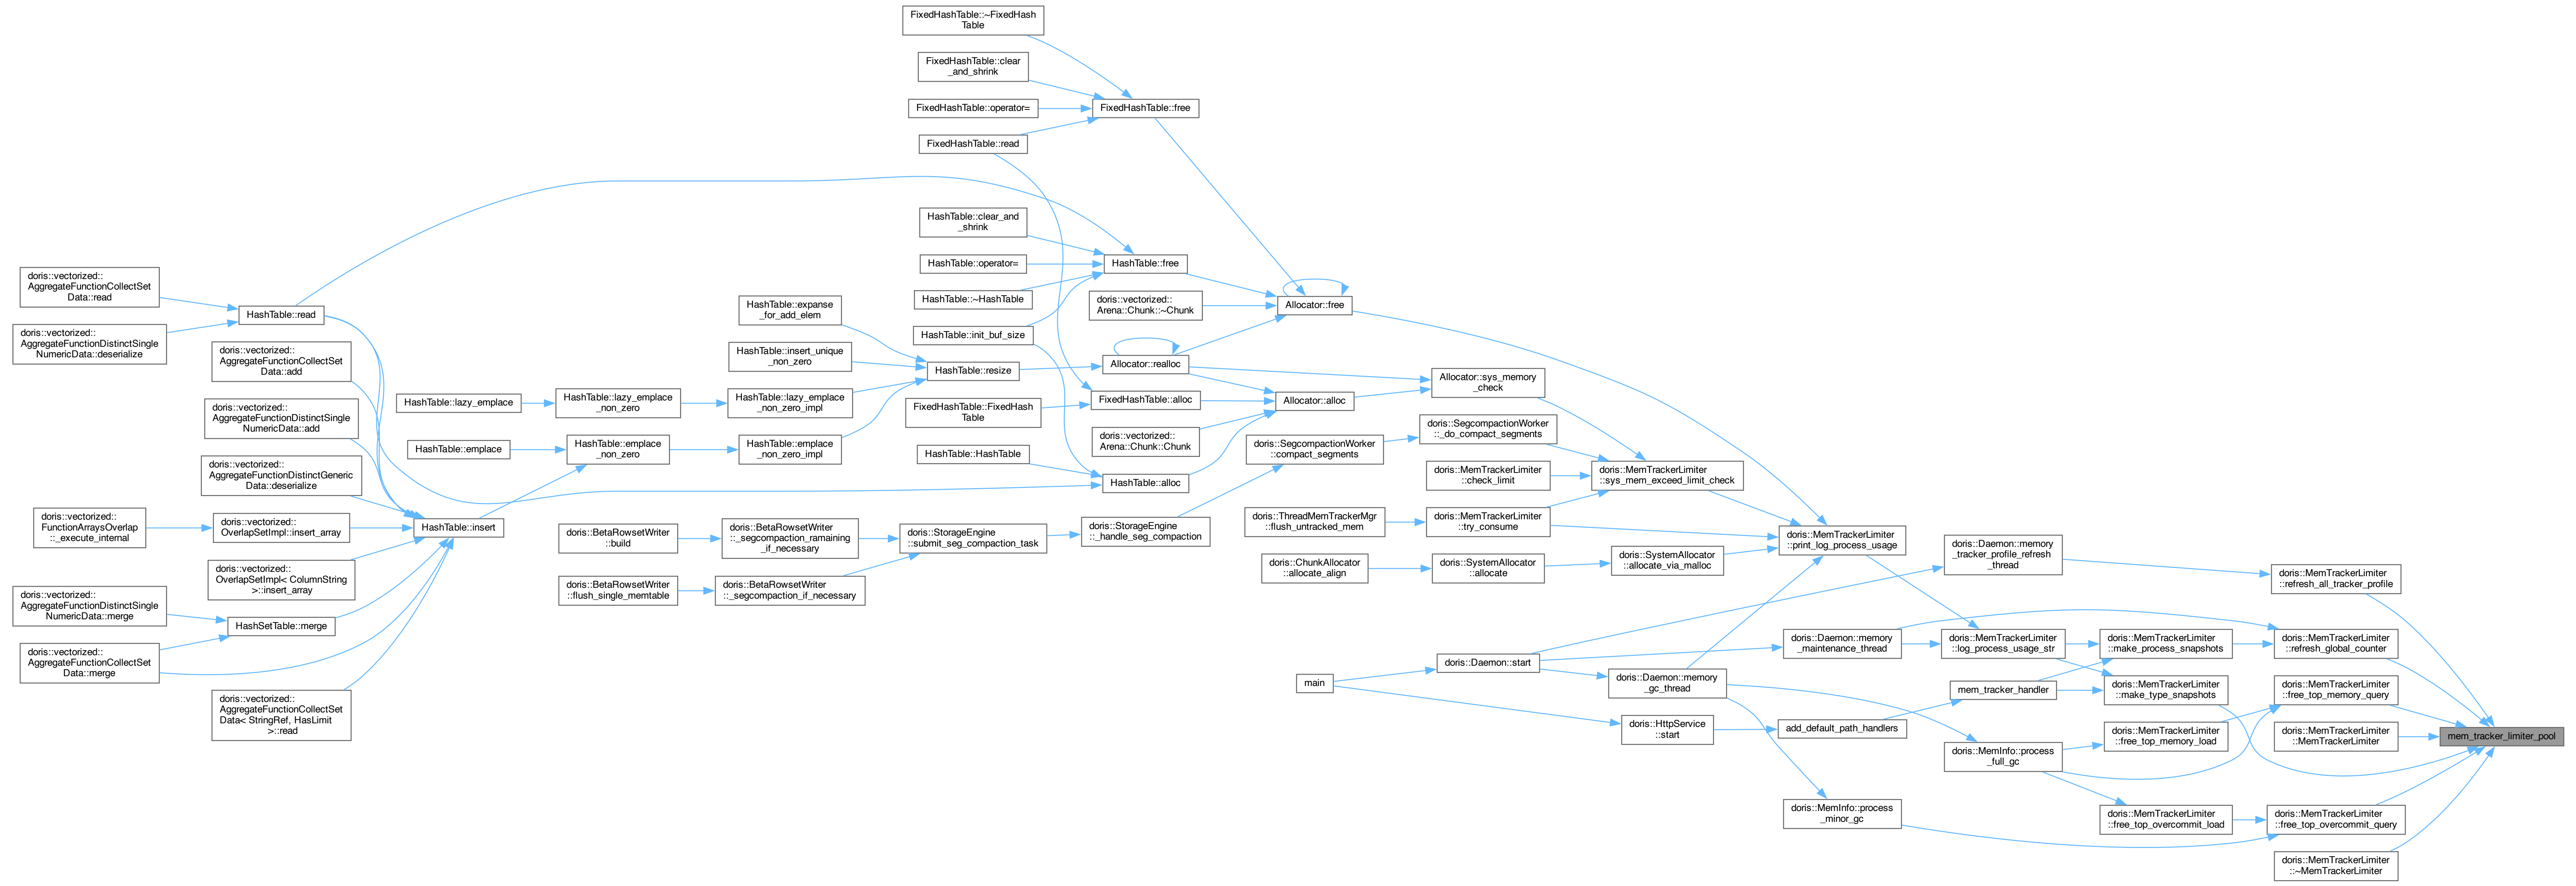 FixedHashTable::~FixedHash
Table
FixedHashTable::clear
_and_shrink
FixedHashTable::operator=
FixedHashTable::read
FixedHashTable::free
HashTable::clear_and
_shrink
HashTable::operator=
HashTable::~HashTable
HashTable::init_buf_size
HashTable::free
doris::vectorized::
Arena::Chunk::~Chunk
Allocator::free
doris::vectorized::
AggregateFunctionCollectSet
Data::read
doris::vectorized::
AggregateFunctionDistinctSingle
NumericData::deserialize
HashTable::read
doris::vectorized::
AggregateFunctionCollectSet
Data::add
doris::vectorized::
AggregateFunctionDistinctSingle
NumericData::add
doris::vectorized::
AggregateFunctionDistinctGeneric
Data::deserialize
doris::vectorized::
FunctionArraysOverlap
::_execute_internal
doris::vectorized::
OverlapSetImpl::insert_array
doris::vectorized::
OverlapSetImpl< ColumnString
>::insert_array
doris::vectorized::
AggregateFunctionDistinctSingle
NumericData::merge
HashSetTable::merge
doris::vectorized::
AggregateFunctionCollectSet
Data::merge
doris::vectorized::
AggregateFunctionCollectSet
Data< StringRef, HasLimit
>::read
HashTable::insert
HashTable::lazy_emplace
HashTable::emplace
HashTable::lazy_emplace
_non_zero
HashTable::emplace
_non_zero
HashTable::expanse
_for_add_elem
HashTable::insert_unique
_non_zero
HashTable::lazy_emplace
_non_zero_impl
HashTable::emplace
_non_zero_impl
HashTable::resize
FixedHashTable::FixedHash
Table
HashTable::HashTable
Allocator::realloc
FixedHashTable::alloc
doris::vectorized::
Arena::Chunk::Chunk
HashTable::alloc
Allocator::alloc
Allocator::sys_memory
_check
doris::SegcompactionWorker
::_do_compact_segments
doris::SegcompactionWorker
::compact_segments
doris::MemTrackerLimiter
::check_limit
doris::MemTrackerLimiter
::sys_mem_exceed_limit_check
doris::ThreadMemTrackerMgr
::flush_untracked_mem
doris::MemTrackerLimiter
::try_consume
doris::BetaRowsetWriter
::build
doris::BetaRowsetWriter
::_segcompaction_ramaining
_if_necessary
doris::StorageEngine
::submit_seg_compaction_task
doris::StorageEngine
::_handle_seg_compaction
doris::BetaRowsetWriter
::flush_single_memtable
doris::BetaRowsetWriter
::_segcompaction_if_necessary
doris::ChunkAllocator
::allocate_align
doris::SystemAllocator
::allocate
doris::SystemAllocator
::allocate_via_malloc
doris::MemTrackerLimiter
::print_log_process_usage
doris::Daemon::memory
_tracker_profile_refresh
_thread
doris::MemTrackerLimiter
::refresh_all_tracker_profile
doris::Daemon::memory
_maintenance_thread
doris::MemTrackerLimiter
::log_process_usage_str
doris::MemTrackerLimiter
::make_process_snapshots
doris::MemTrackerLimiter
::refresh_global_counter
main
doris::Daemon::start
doris::Daemon::memory
_gc_thread
mem_tracker_handler
doris::MemTrackerLimiter
::make_type_snapshots
doris::MemTrackerLimiter
::free_top_memory_query
doris::HttpService
::start
add_default_path_handlers
doris::MemTrackerLimiter
::free_top_memory_load
doris::MemTrackerLimiter
::MemTrackerLimiter
mem_tracker_limiter_pool
doris::MemInfo::process
_full_gc
doris::MemInfo::process
_minor_gc
doris::MemTrackerLimiter
::free_top_overcommit_load
doris::MemTrackerLimiter
::free_top_overcommit_query
doris::MemTrackerLimiter
::~MemTrackerLimiter